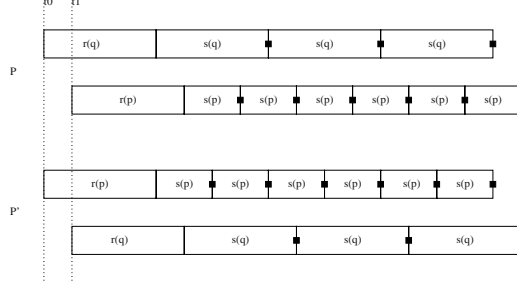 t0 t1
r(q) s(q) s(q) s(q)
P
r(p) s(p) s(p) s(p) s(p) s(p) s(p)
r(p) s(p) s(p) s(p) s(p) s(p) s(p)
P'
r(q) s(q) s(q) s(q)